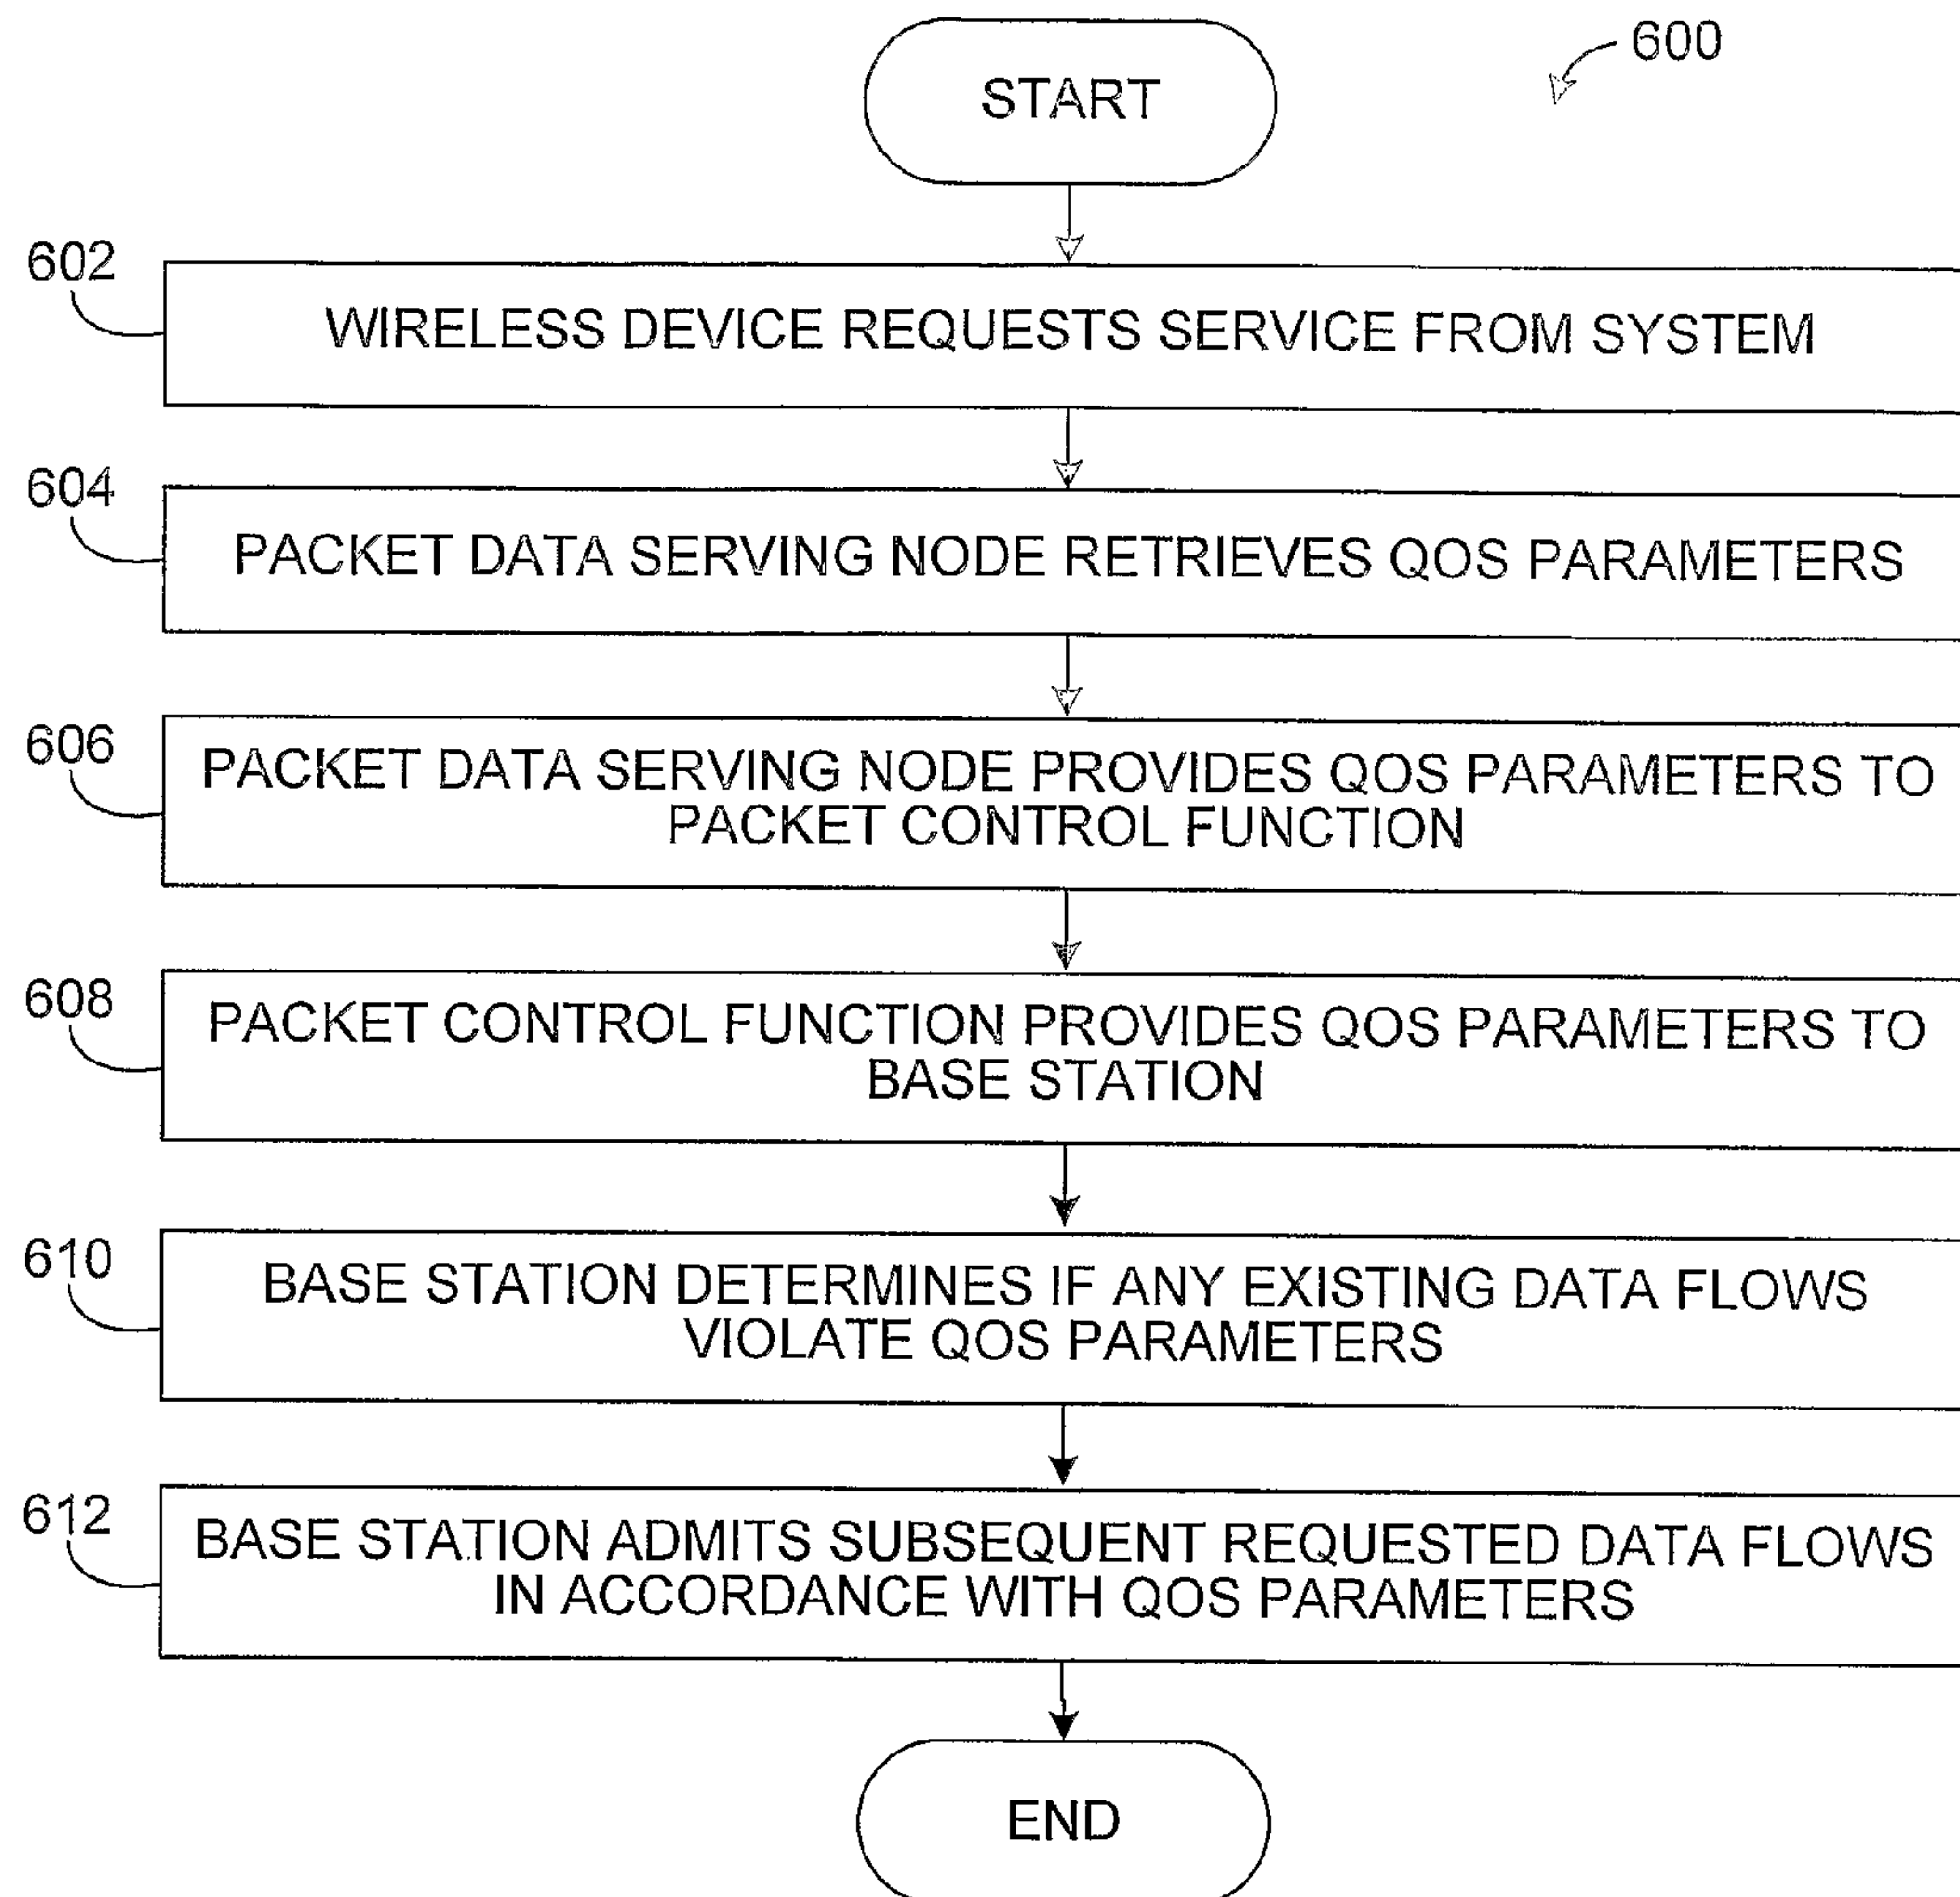 START
600
602
WIRELESS DEVICE REQUESTS SERVICE FROM SYSTEM
604
PACKET DATA SERVING NODE RETRIEVES QOS PARAMETERS
606
PACKET DATA SERVING NODE PROVIDES QOS PARAMETERS TO
PACKET CONTROL FUNCTION
608
PACKET CONTROL FUNCTION PROVIDES QOS PARAMETERS TO
BASE STATION
610
BASE STATION DETERMINES IF ANY EXISTING DATA FLOWS
VIOLATE QOS PARAMETERS
612
BASE STATION ADMITS SUBSEQUENT REQUESTED DATA FLOWS
IN ACCORDANCE WITH QOS PARAMETERS
END